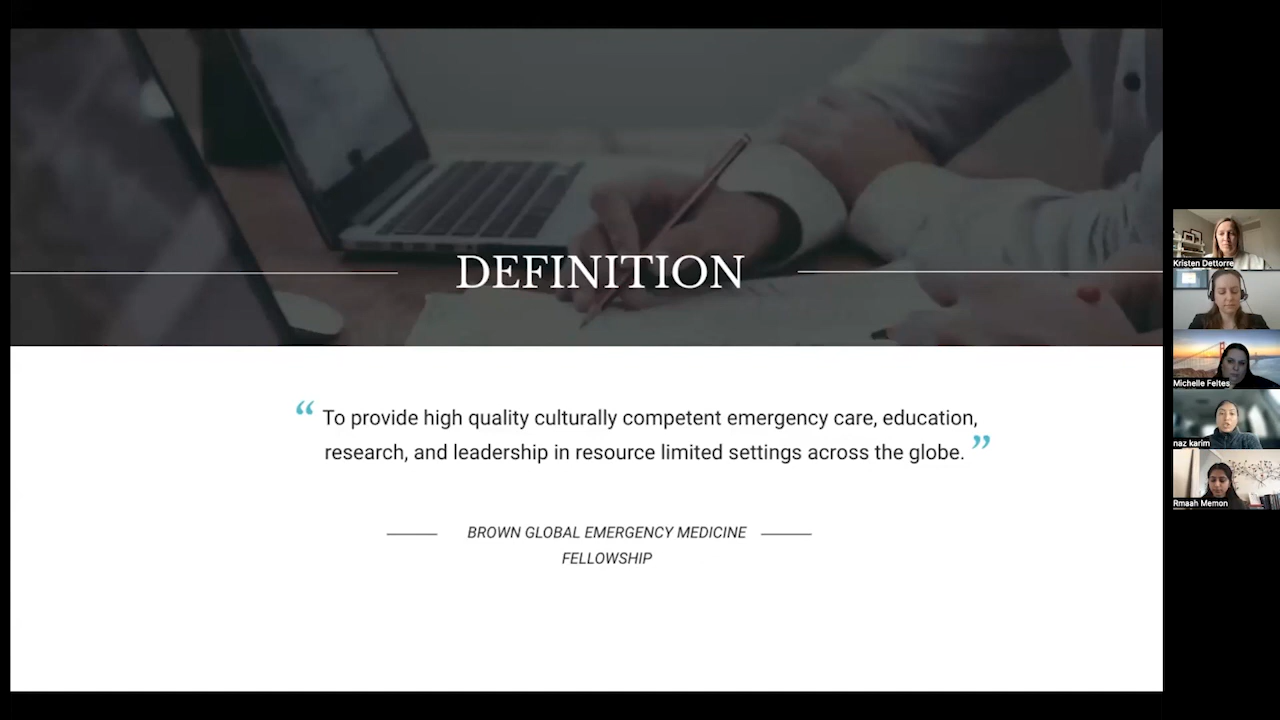 DEFINITION
“ To provide high quality culturally competent emergency care, education,
research, and leadership in resource limited settings across the globe. ”
BROWN GLOBAL EMERGENCY MEDICINE
FELLOWSHIP
Kristen Dettorre
Michelle Feltes
naz karim
Rmaah Memon